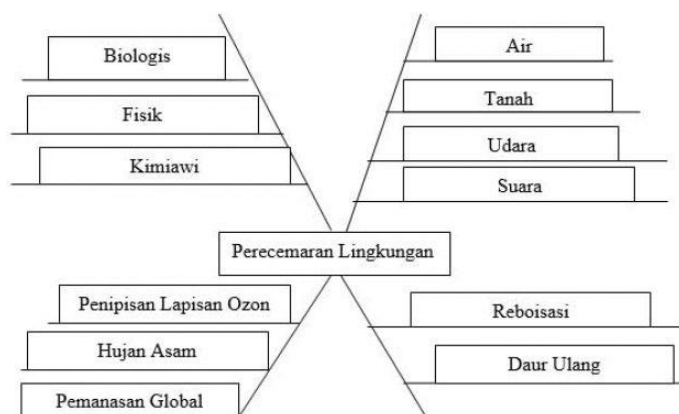 Biologis
Fisik
Kimiawi
Air
Tanah
Udara
Suara
Perecemaran Lingkungan
Penipisan Lapisan Ozon
Hujan Asam
Pemanasan Global
Reboisasi
Daur Ulang